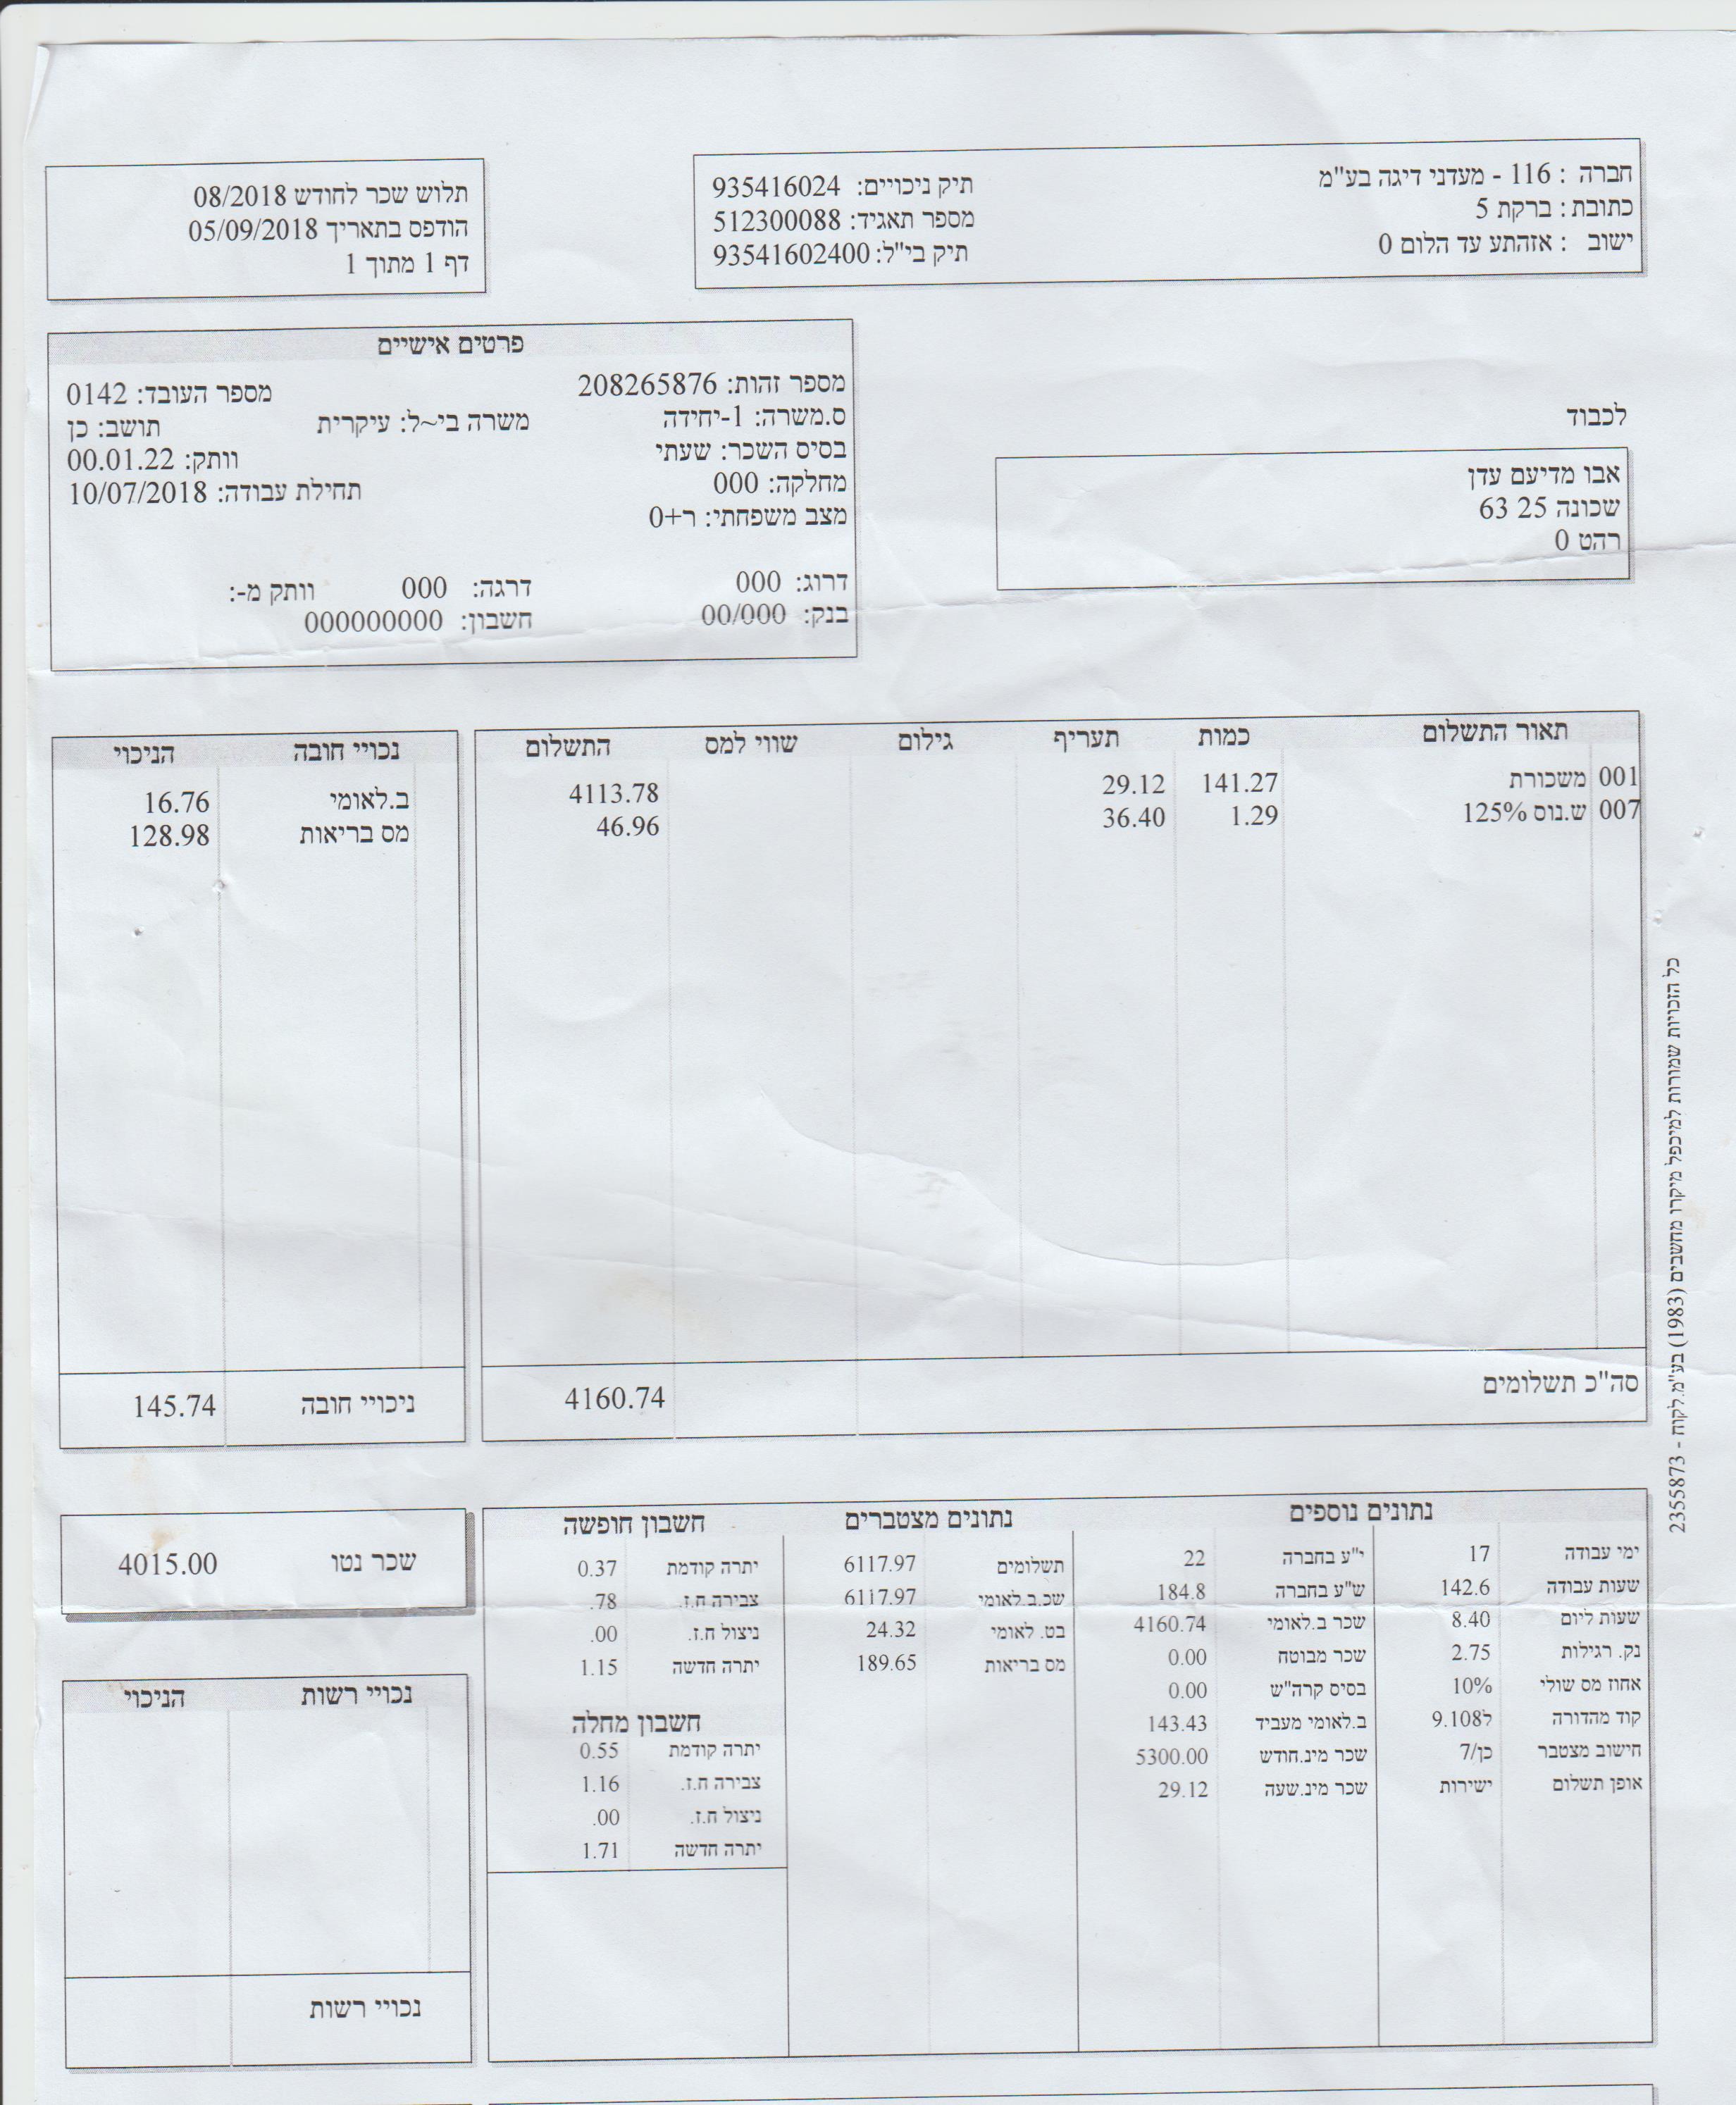 חברה : 116 - מעדני דיגה בע"מ
כתובת : ברקת 5
ישוב : אזהתע עד הלום 0
תיק ניכויים: 935416024
מספר תאגיד: 512300088
תיק בי"ל: 93541602400
תלוש שכר לחודש 08/2018
הודפס בתאריך 05/09/2018
דף 1 מתוך 1
פרטים אישיים
מספר זהות: 208265876 מספר העובד: 0142
ס.משרה: 1-יחידה משרה בי~ל: עיקרית תושב: כן
בסיס השכר: שעתי וותק: 00.01.22
מחלקה: 000 תחילת עבודה: 10/07/2018
מצב משפחתי: ר+0
דרוג: 000 דרגה: 000 וותק מ-:
בנק: 00/000 חשבון: 000000000
לכבוד
אבו מדיעם עדן
שכונה 25 63
רהט 0
תאור התשלום כמות תעריף גילום שווי למס התשלום
001 משכורת 141.27 29.12 4113.78
007 ש.נוס 125% 1.29 36.40 46.96
סה"כ תשלומים 4160.74
נכויי חובה הניכוי
ב.לאומי 16.76
מס בריאות 128.98
ניכויי חובה 145.74
נתונים נוספים
ימי עבודה 17 י"ע בחברה 22
שעות עבודה 142.6 ש"ע בחברה 184.8
שעות ליום 8.40 שכר ב.לאומי 4160.74
נק. רגילות 2.75 שכר מבוטח 0.00
אחוז מס שולי 10% בסיס קרה"ש 0.00
קוד מהדורה 9.108ל ב.לאומי מעביד 143.43
חישוב מצטבר כן/7 שכר מינ.חודש 5300.00
אופן תשלום ישירות שכר מינ.שעה 29.12
נתונים מצטברים
תשלומים 6117.97
שכ.ב.לאומי 6117.97
בט. לאומי 24.32
מס בריאות 189.65
חשבון חופשה
יתרה קודמת 0.37
צבירה ח.ז. .78
ניצול ח.ז. .00
יתרה חדשה 1.15
חשבון מחלה
יתרה קודמת 0.55
צבירה ח.ז. 1.16
ניצול ח.ז. .00
יתרה חדשה 1.71
שכר נטו 4015.00
נכויי רשות הניכוי
נכויי רשות
כל הזכויות שמורות למיכפל מיקרו מחשבים (1983) בע"מ.לקוח - 2355873